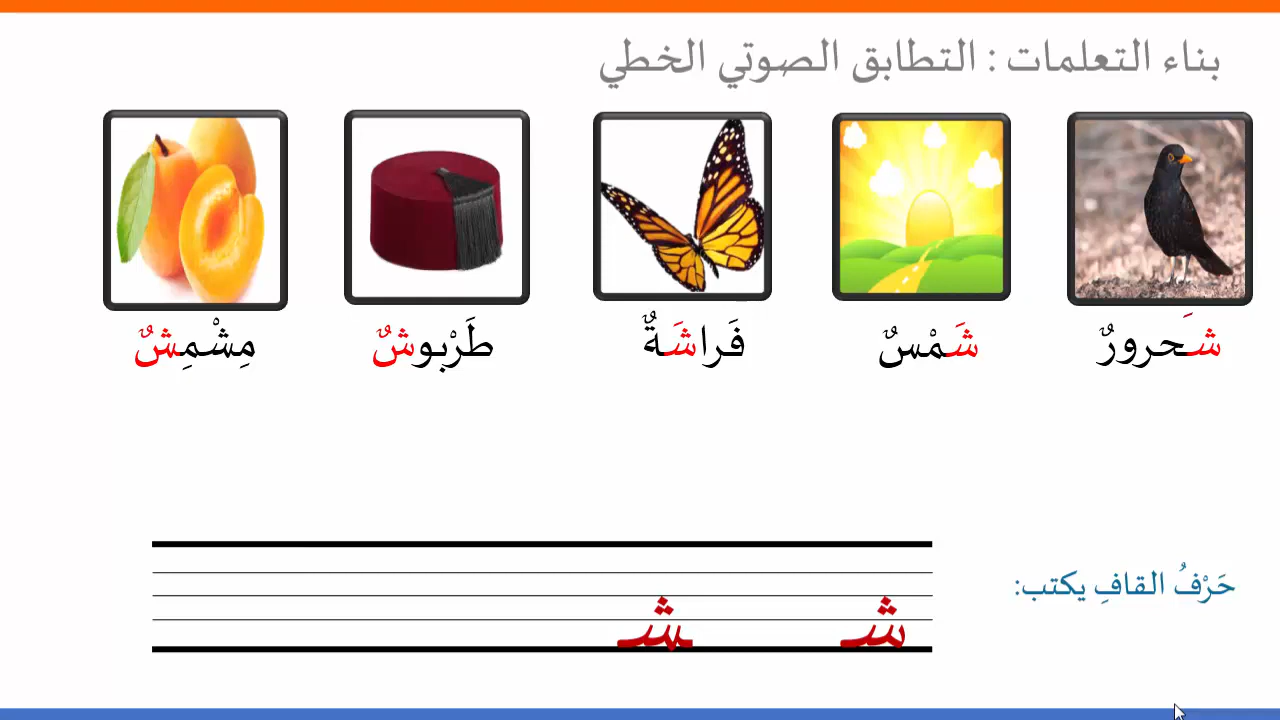 بناء التعلمات : التطابق الصوتي الخطي
شَحرورٌ شَمْسٌ فَراشَةٌ طَرْبوشٌ مِشْمِشٌ
حَرْفُ القافِ يكتب:
شـ ـشـ